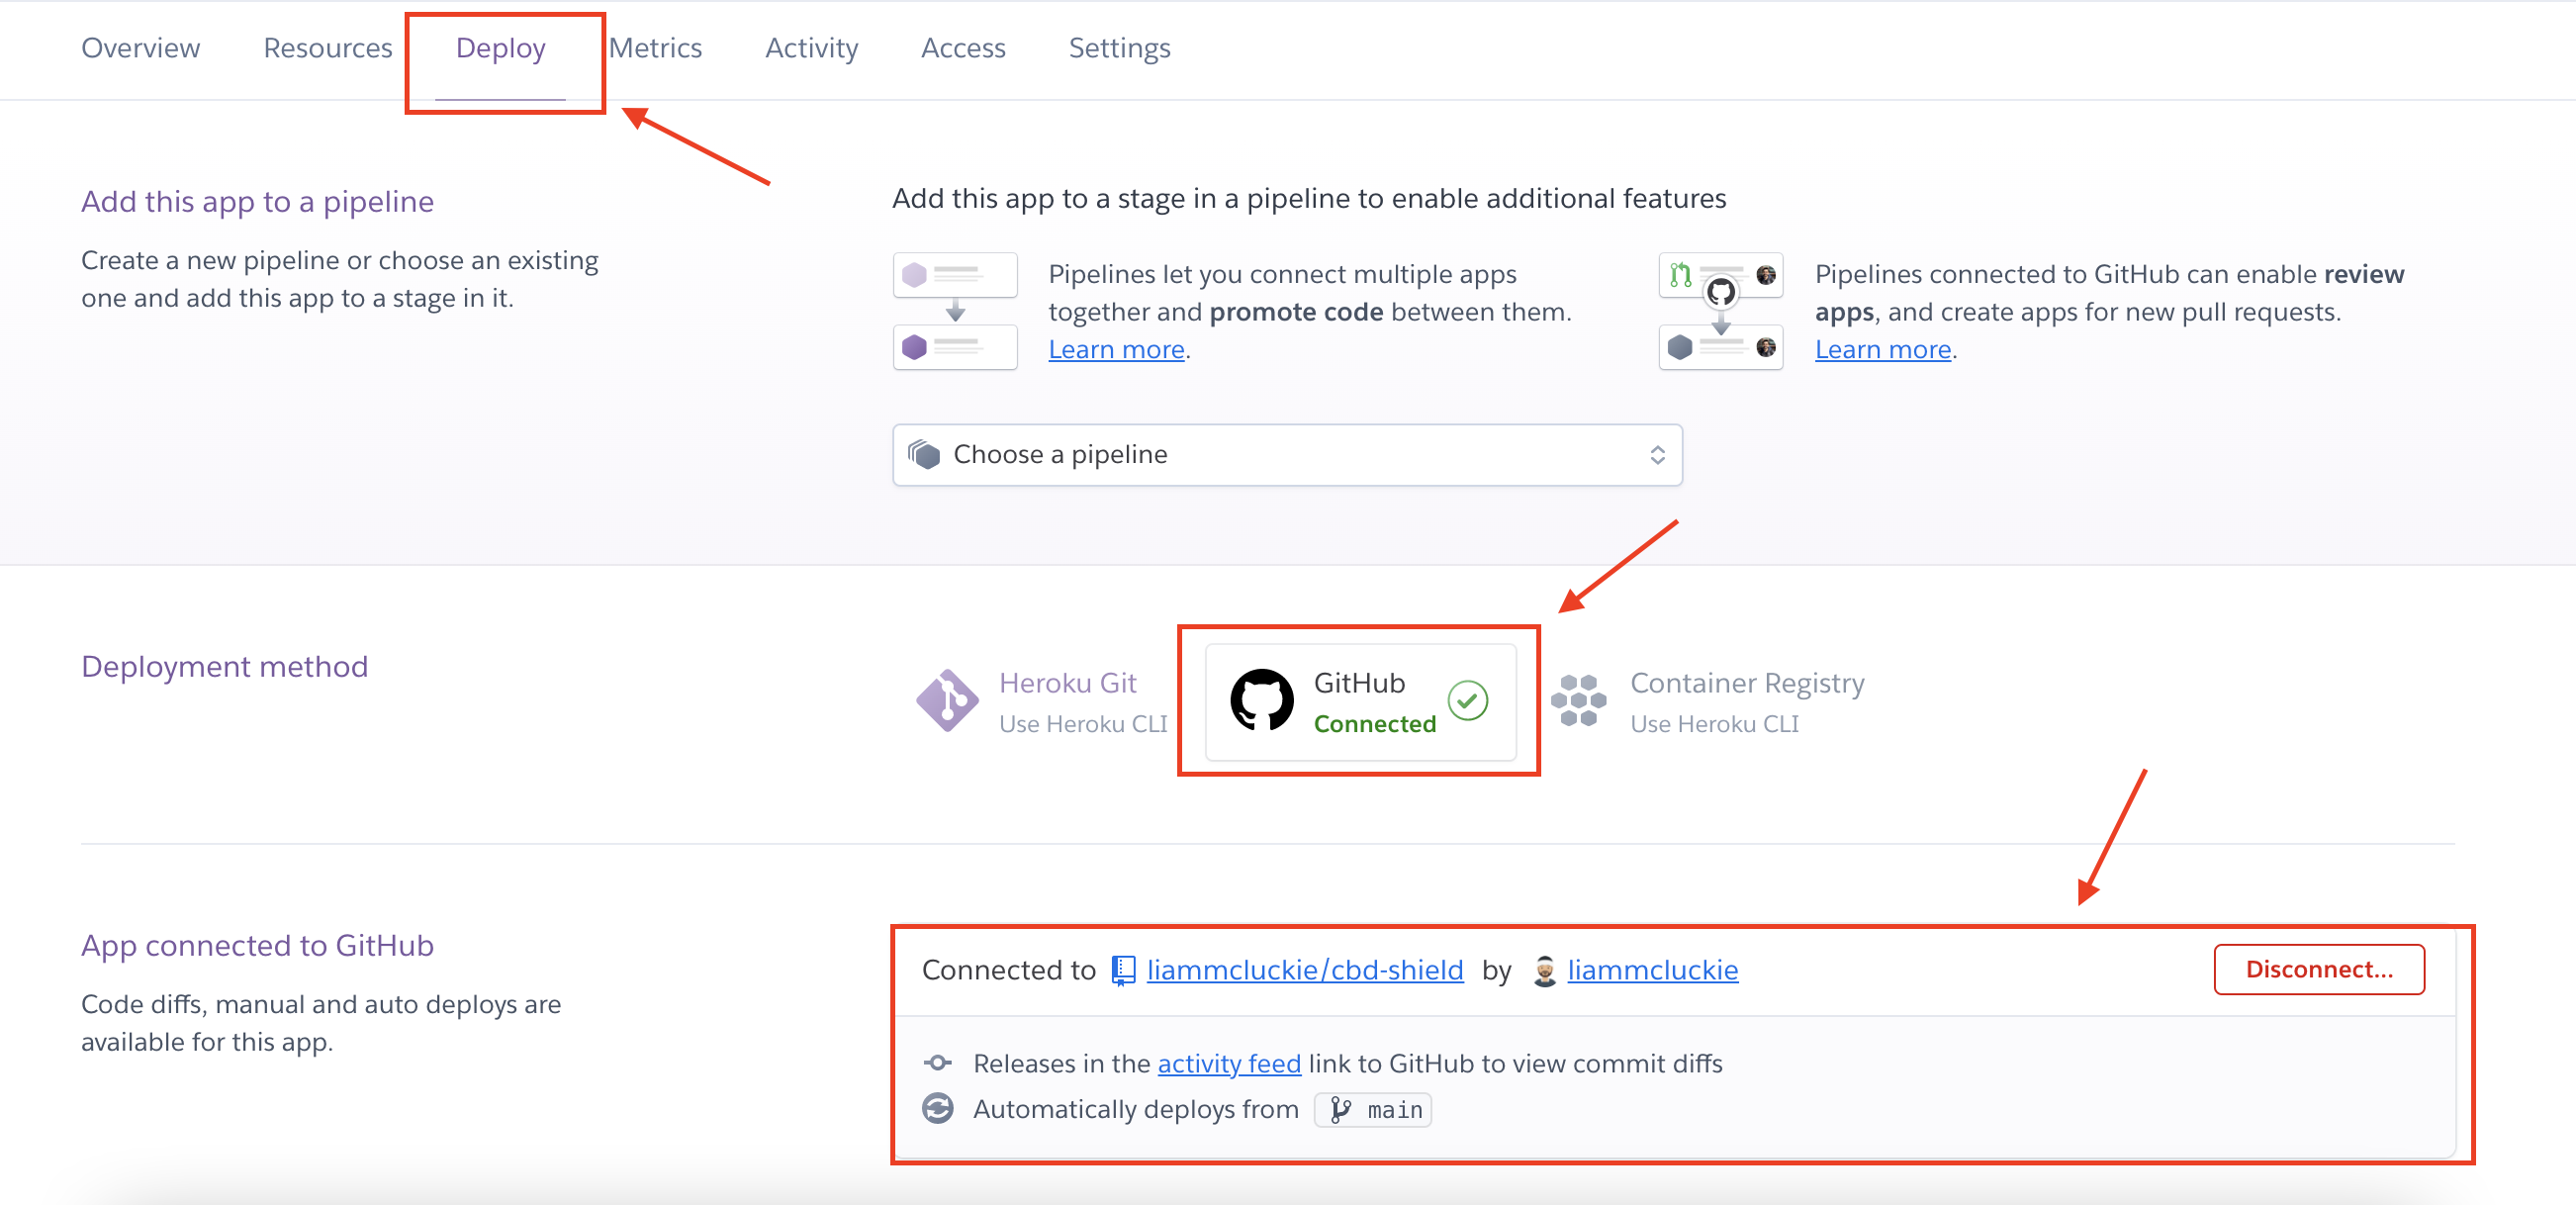 Overview Resources Deploy Metrics Activity Access Settings
Add this app to a pipeline
Create a new pipeline or choose an existing
one and add this app to a stage in it.
Add this app to a stage in a pipeline to enable additional features
Pipelines let you connect multiple apps
together and promote code between them.
Learn more.
Pipelines connected to GitHub can enable review
apps, and create apps for new pull requests.
Learn more.
Choose a pipeline
Deployment method
Heroku Git
Use Heroku CLI
GitHub
Connected
Container Registry
Use Heroku CLI
App connected to GitHub
Code diffs, manual and auto deploys are
available for this app.
Connected to liammcluckie/cbd-shield by liammcluckie Disconnect...
Releases in the activity feed link to GitHub to view commit diffs
Automatically deploys from main